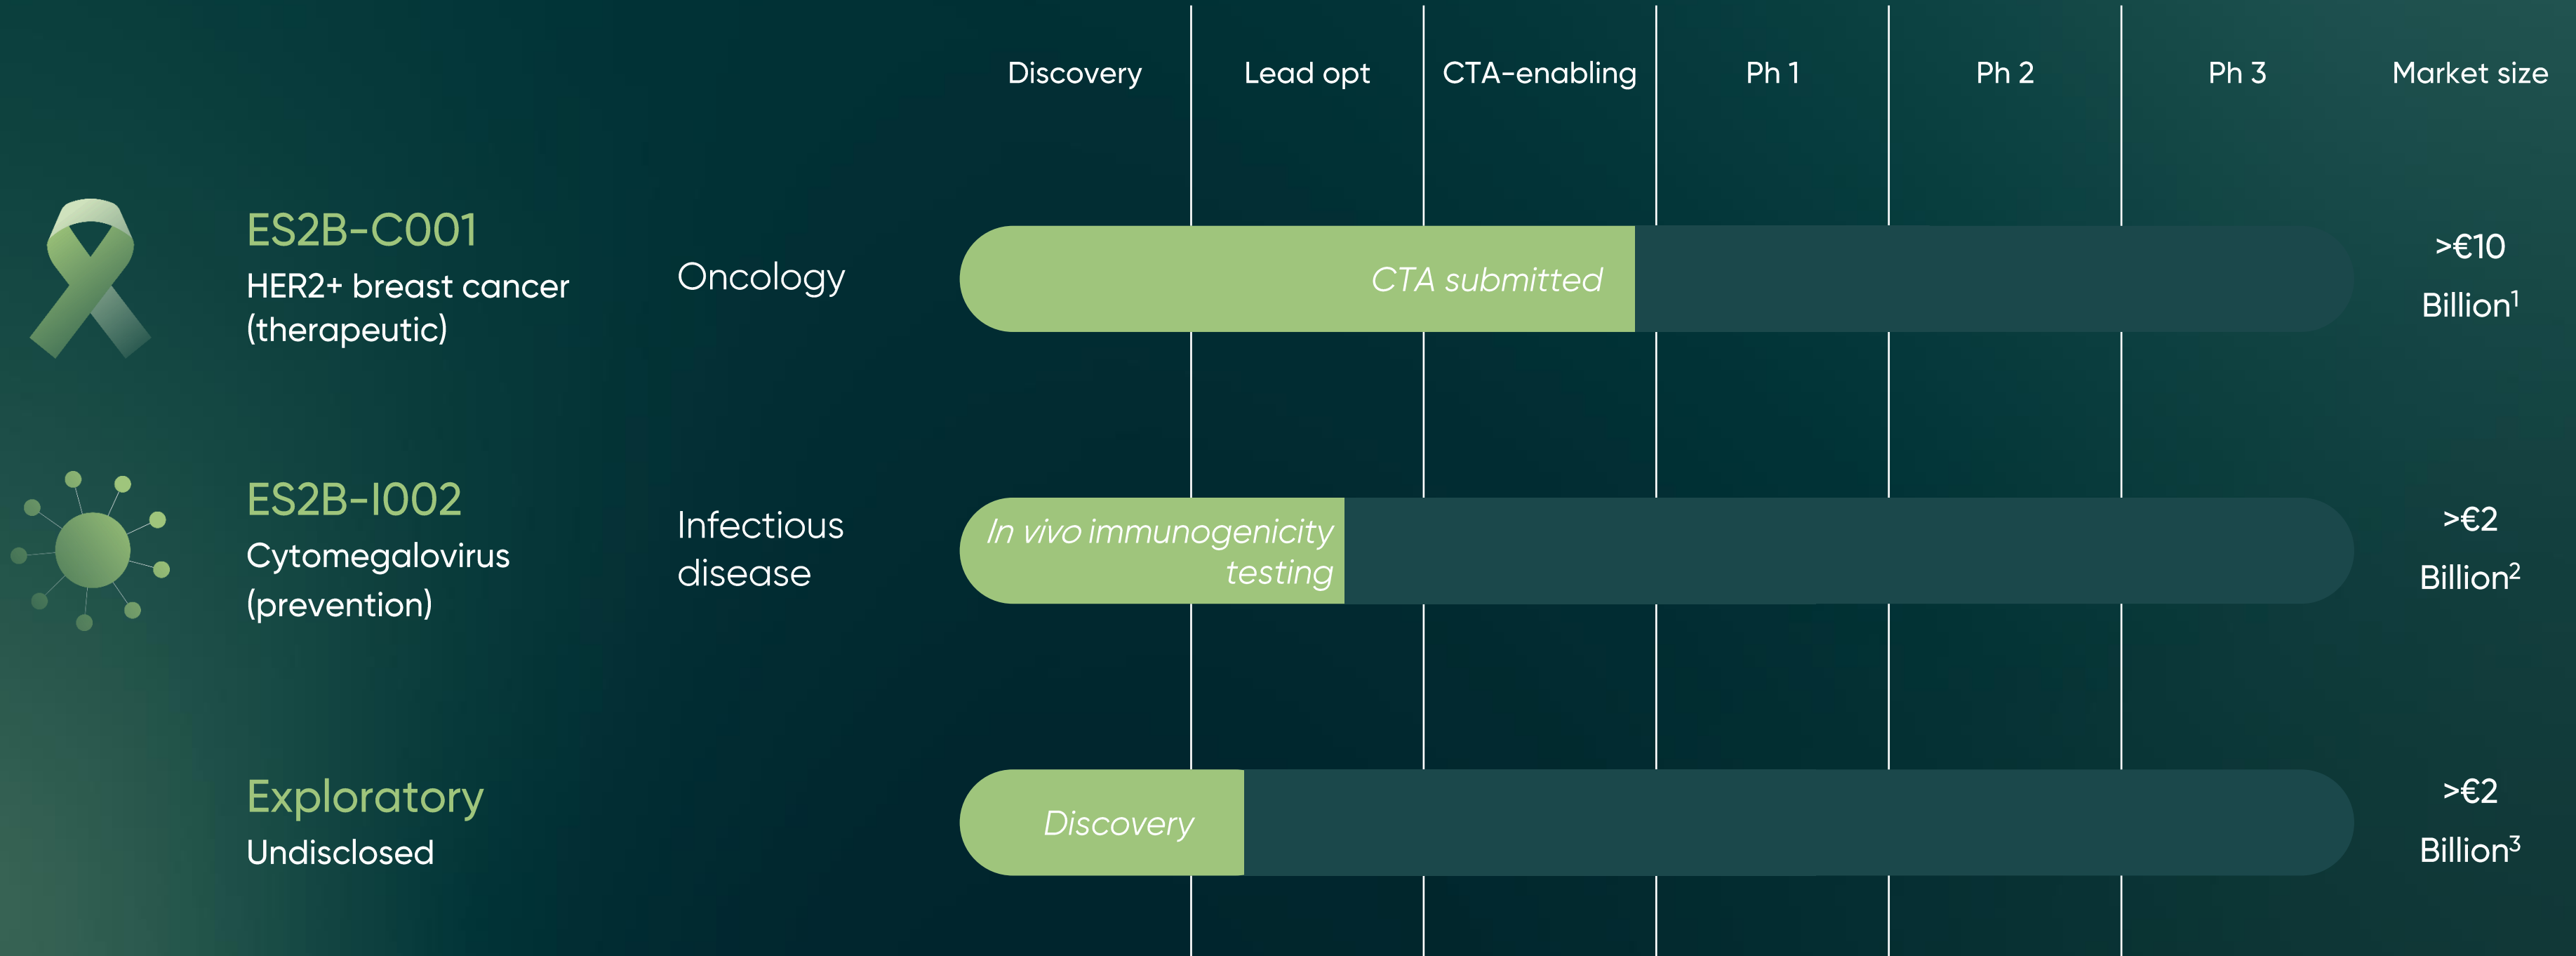 Discovery
Lead opt
CTA-enabling
Ph 1
Ph 2
Ph 3
Market size
ES2B-C001
HER2+ breast cancer
(therapeutic)
Oncology
CTA submitted
>€10
Billion¹
ES2B-I002
Cytomegalovirus
(prevention)
Infectious
disease
In vivo immunogenicity
testing
>€2
Billion²
Exploratory
Undisclosed
Discovery
>€2
Billion³